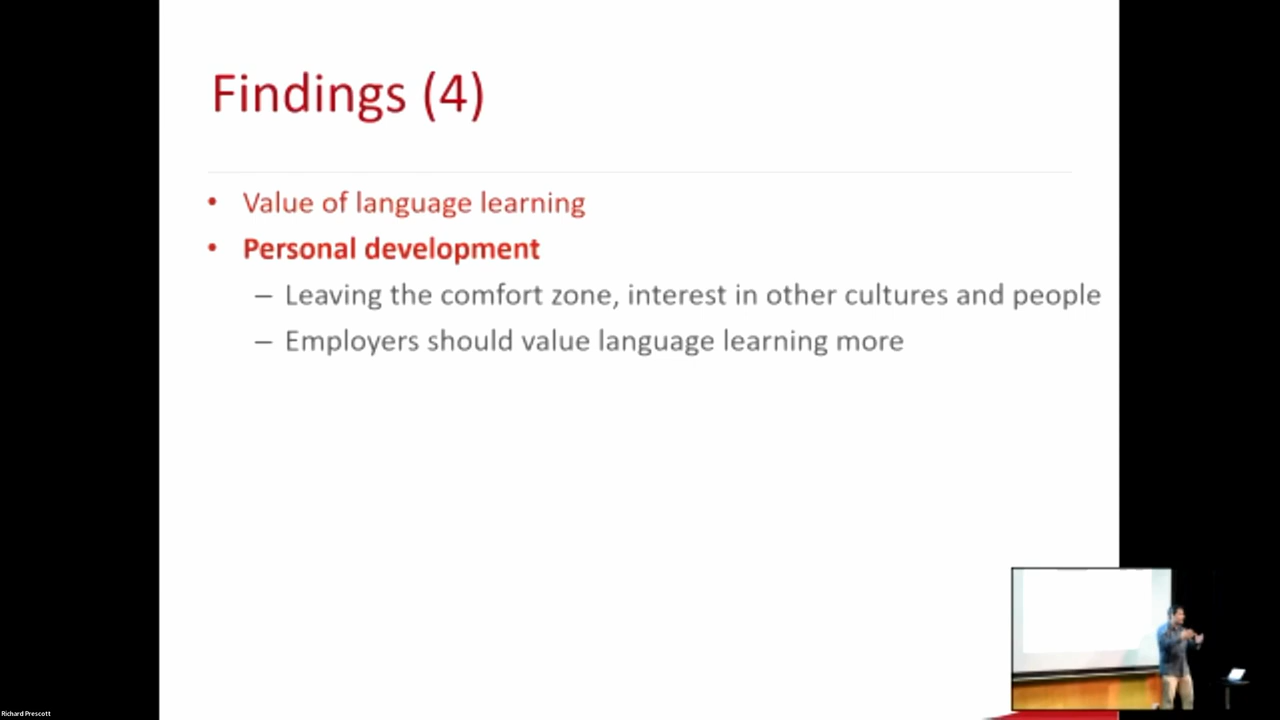 Findings (4)
• Value of language learning
• Personal development
– Leaving the comfort zone, interest in other cultures and people
– Employers should value language learning more
Richard Prescott